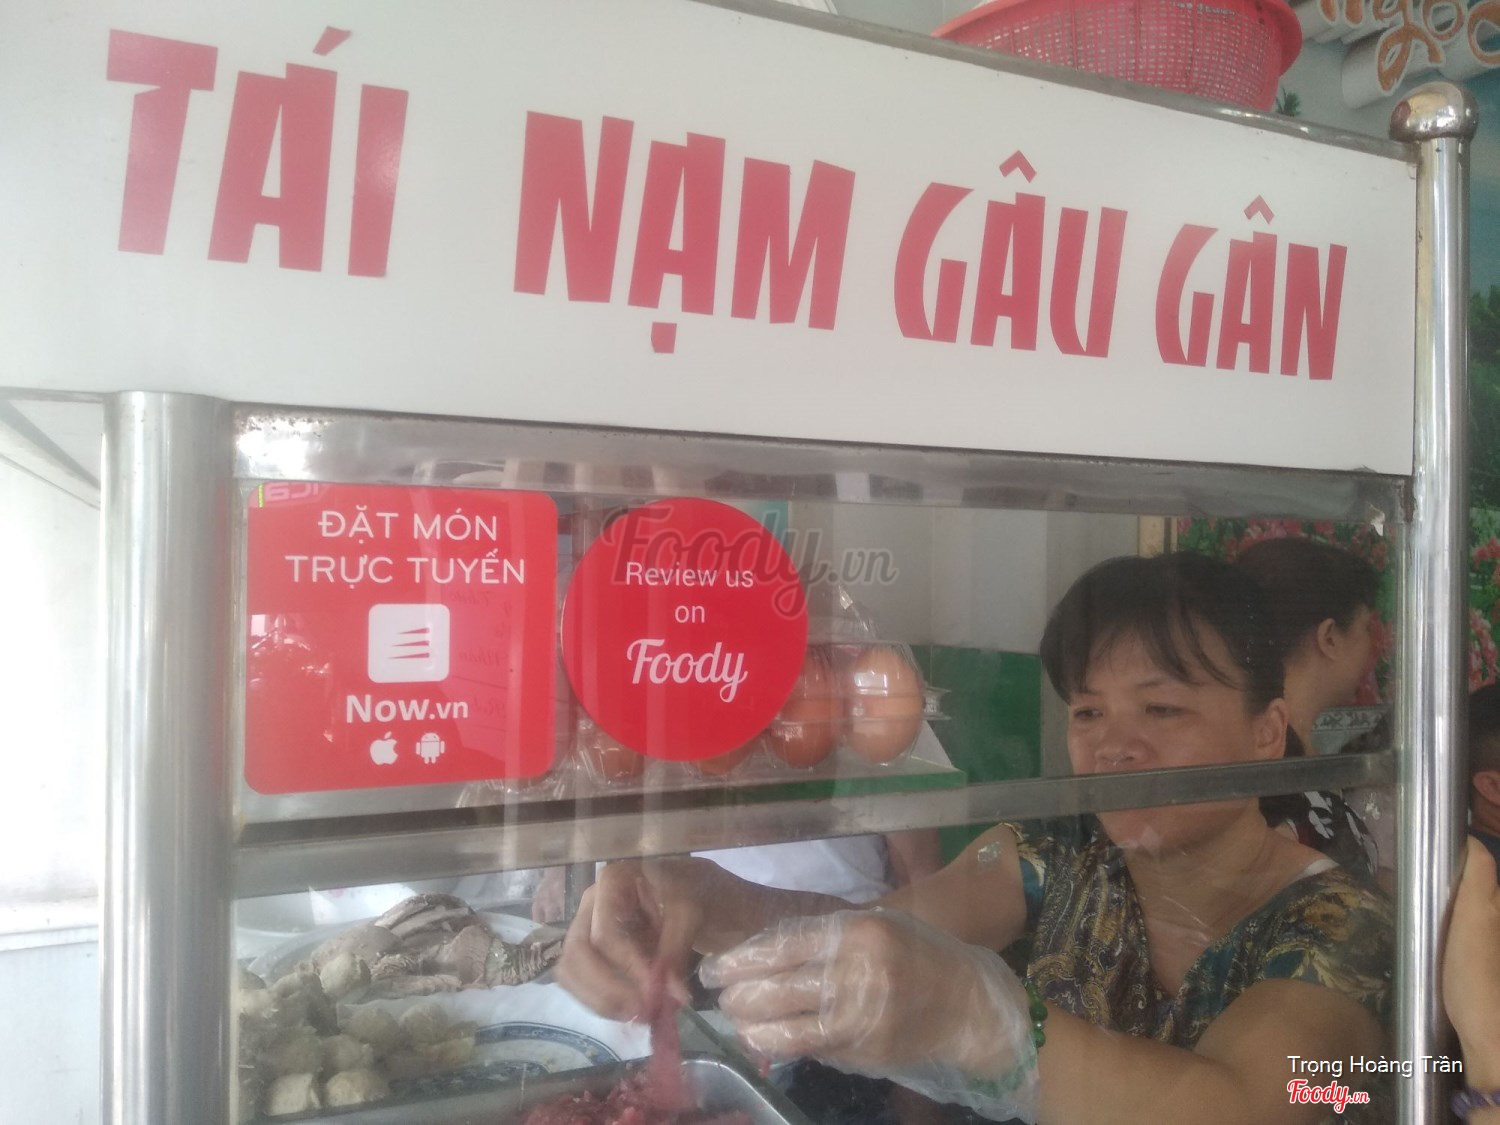 Ngọc
TÁI NẠM GÂU GÂN
ĐẶT MÓN
TRỰC TUYẾN
Now.vn
Review us
on
Foody
Foody.vn
Trọng Hoàng Trần
Foody.vn